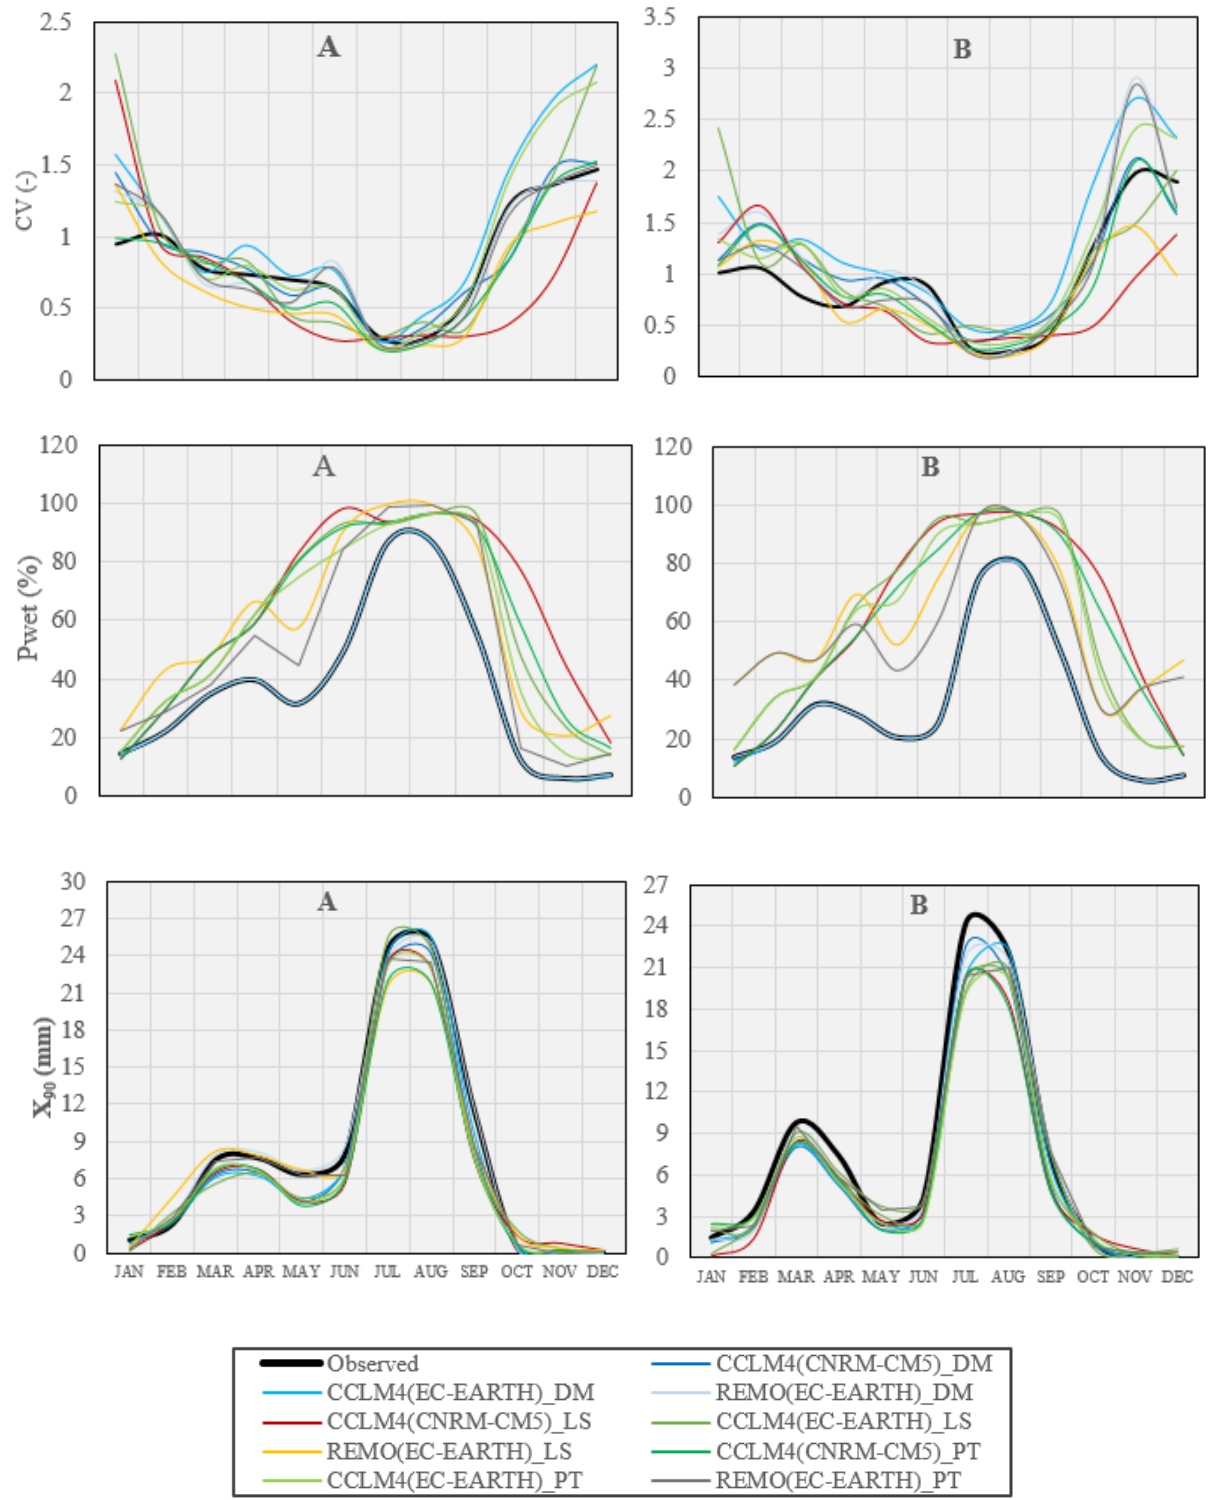 A
CV (-)
2.5
2
1.5
1
0.5
0
B
3.5
3
2.5
2
1.5
1
0.5
0
A
Pwet (%)
120
100
80
60
40
20
0
B
120
100
80
60
40
20
0
A
X90 (mm)
30
27
24
21
18
15
12
9
6
3
0
JAN FEB MAR APR MAY JUN JUL AUG SEP OCT NOV DEC
B
27
24
21
18
15
12
9
6
3
0
JAN FEB MAR APR MAY JUN JUL AUG SEP OCT NOV DEC
Observed
CCLM4(CNRM-CM5)_DM
CCLM4(EC-EARTH)_DM
REMO(EC-EARTH)_DM
CCLM4(CNRM-CM5)_LS
CCLM4(EC-EARTH)_LS
REMO(EC-EARTH)_LS
CCLM4(CNRM-CM5)_PT
CCLM4(EC-EARTH)_PT
REMO(EC-EARTH)_PT